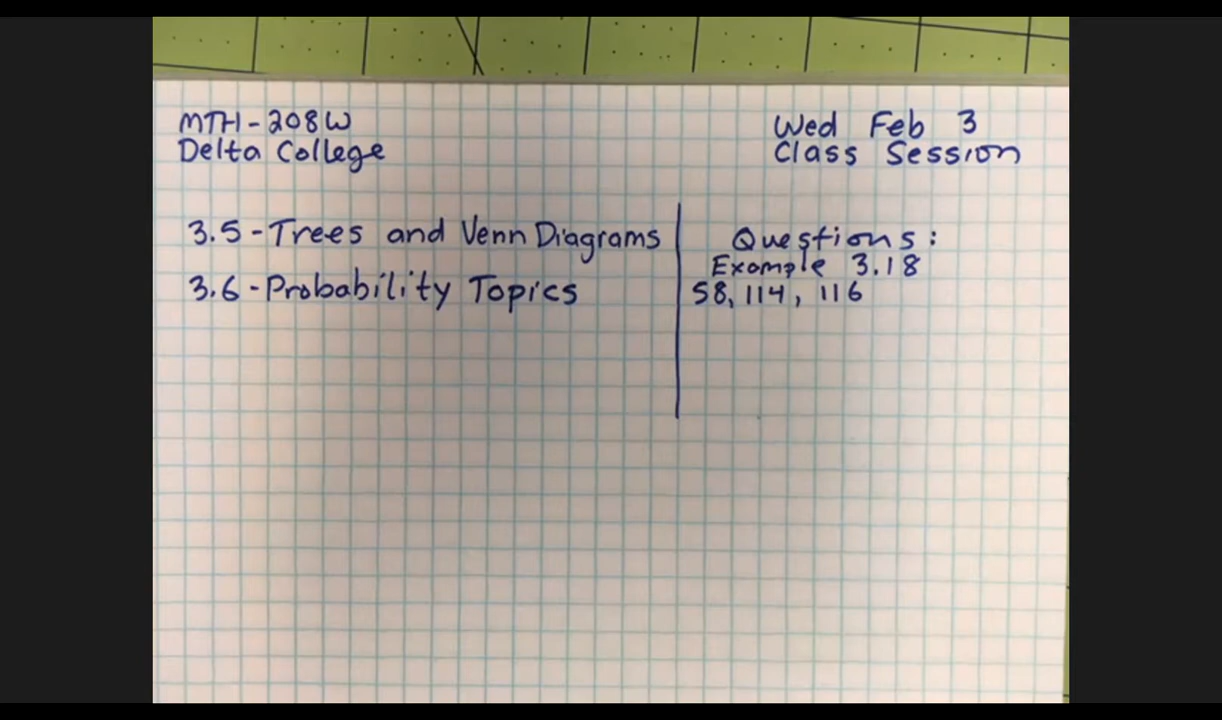 MTH-208W
Delta College
Wed Feb 3
Class Session
3.5-Trees and Venn Diagrams
3.6-Probability Topics
Questions:
Example 3.18
58, 114, 116